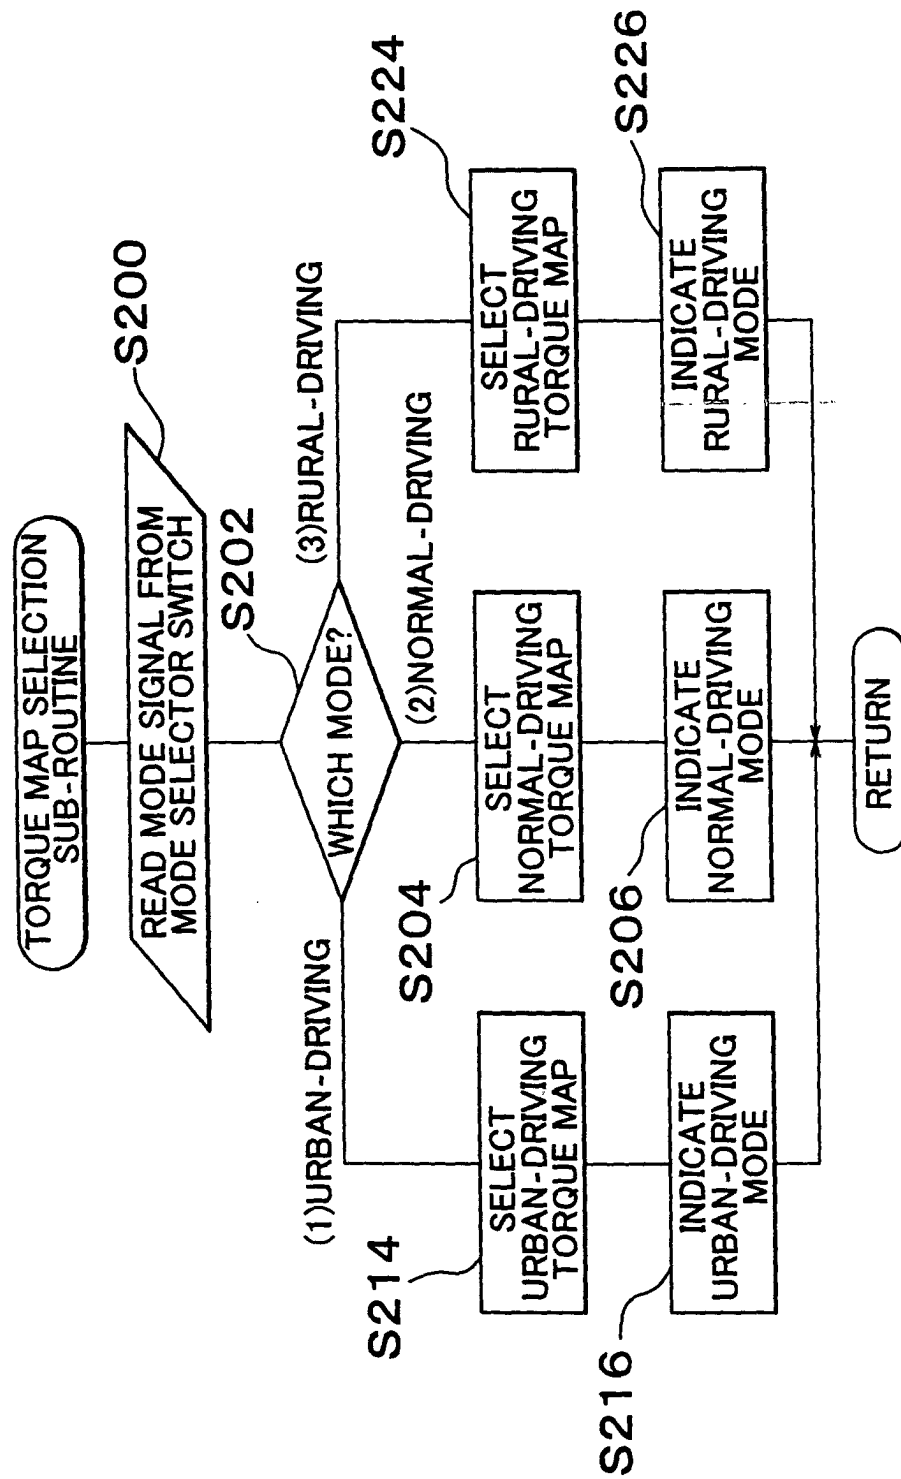 TORQUE MAP SELECTION
SUB-ROUTINE
S200
READ MODE SIGNAL FROM
MODE SELECTOR SWITCH
S202
WHICH MODE?
(1)URBAN-DRIVING
(2)NORMAL-DRIVING
(3)RURAL-DRIVING
S214
SELECT
URBAN-DRIVING
TORQUE MAP
S204
SELECT
NORMAL-DRIVING
TORQUE MAP
S224
SELECT
RURAL-DRIVING
TORQUE MAP
S216
INDICATE
URBAN-DRIVING
MODE
S206
INDICATE
NORMAL-DRIVING
MODE
S226
INDICATE
RURAL-DRIVING
MODE
RETURN